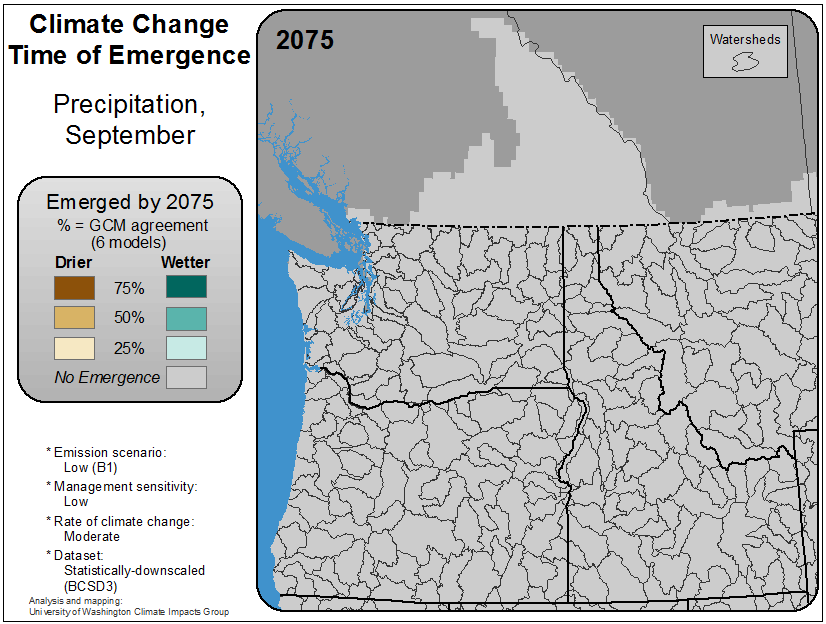 Climate Change
Time of Emergence
Precipitation,
September
Emerged by 2075
% = GCM agreement
(6 models)
Drier Wetter
75%
50%
25%
No Emergence
* Emission scenario:
Low (B1)
* Management sensitivity:
Low
* Rate of climate change:
Moderate
* Dataset:
Statistically-downscaled
(BCSD3)
Analysis and mapping:
University of Washington Climate Impacts Group
2075
Watersheds